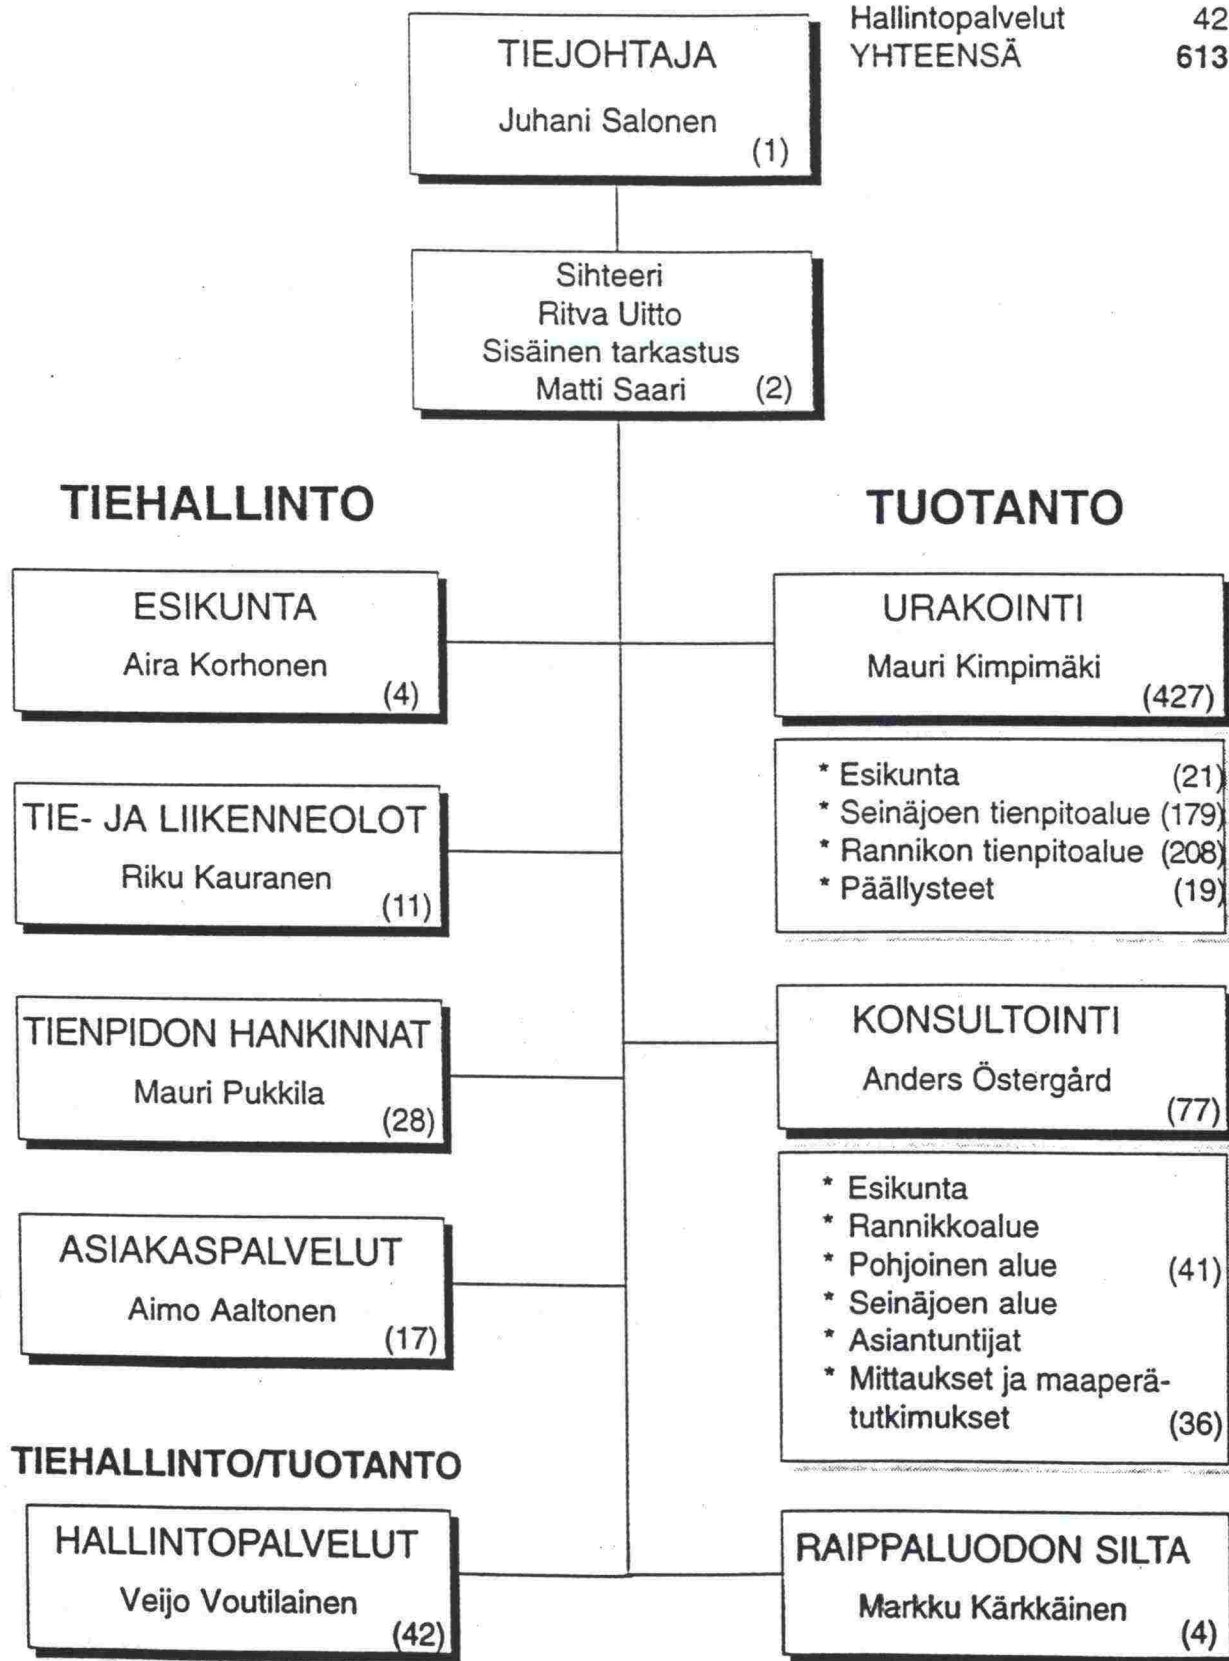 Hallintopalvelut 42
YHTEENSÄ 613
TIEJOHTAJA
Juhani Salonen
(1)
Sihteeri
Ritva Uitto
Sisäinen tarkastus
Matti Saari (2)
TIEHALLINTO
ESIKUNTA
Aira Korhonen
(4)
TIE- JA LIIKENNEOLOT
Riku Kauranen
(11)
TIENPIDON HANKINNAT
Mauri Pukkila
(28)
ASIAKASPALVELUT
Aimo Aaltonen
(17)
TIEHALLINTO/TUOTANTO
HALLINTOPALVELUT
Veijo Voutilainen
(42)
TUOTANTO
URAKOINTI
Mauri Kimpimäki
(427)
* Esikunta (21)
* Seinäjoen tienpitoalue (179)
* Rannikon tienpitoalue (208)
* Päällysteet (19)
KONSULTOINTI
Anders Östergård
(77)
* Esikunta
* Rannikkoalue
* Pohjoinen alue (41)
* Seinäjoen alue
* Asiantuntijat
* Mittaukset ja maaperä-
tutkimukset (36)
RAIPPALUODON SILTA
Markku Kärkkäinen
(4)